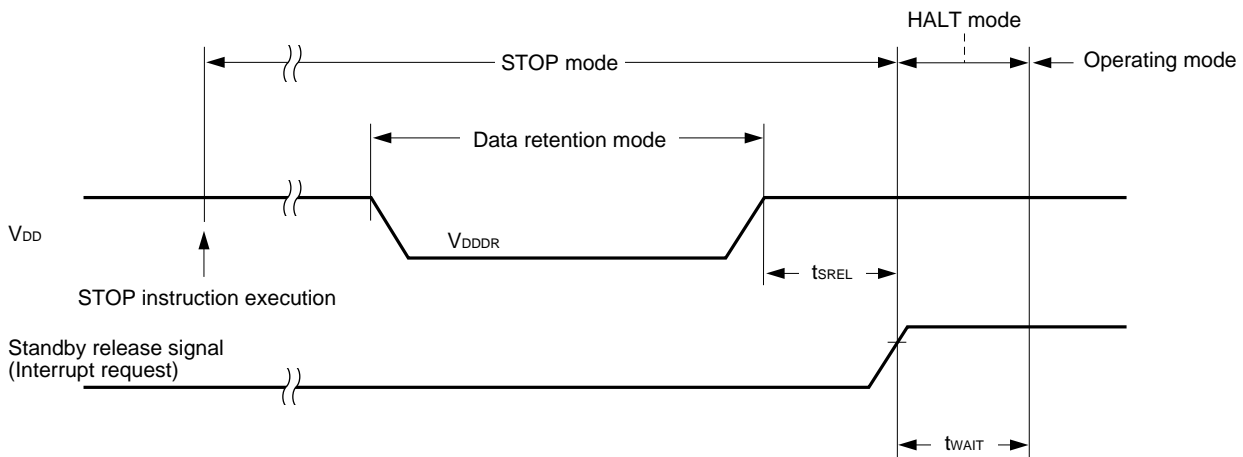 HALT mode
STOP mode
Operating mode
Data retention mode
VDD
VDDDR
tSREL
STOP instruction execution
Standby release signal
(Interrupt request)
tWAIT